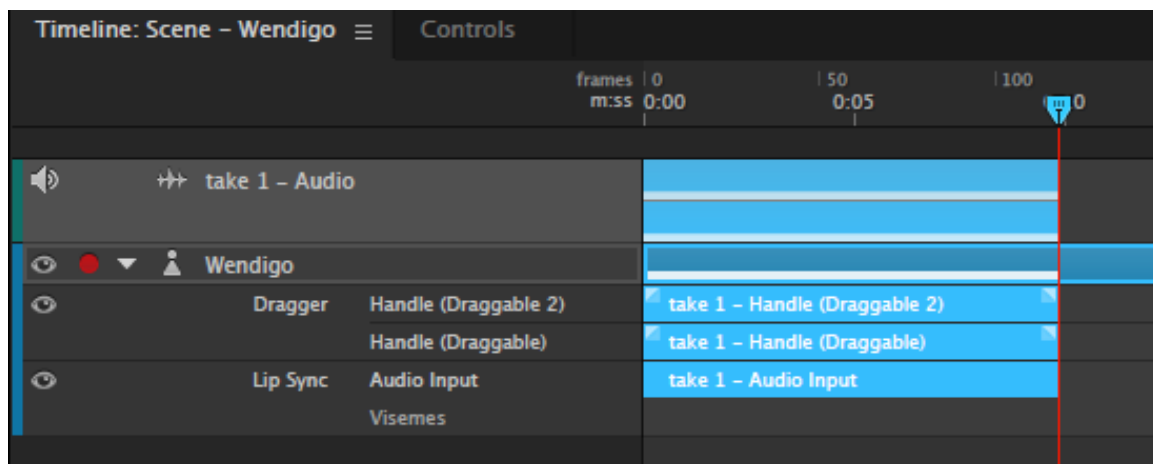 Timeline: Scene – Wendigo Controls
frames 0 50 100
m:ss 0:00 0:05 0
take 1 – Audio
Wendigo
Dragger Handle (Draggable 2) take 1 – Handle (Draggable 2)
Handle (Draggable) take 1 – Handle (Draggable)
Lip Sync Audio Input take 1 – Audio Input
Visemes